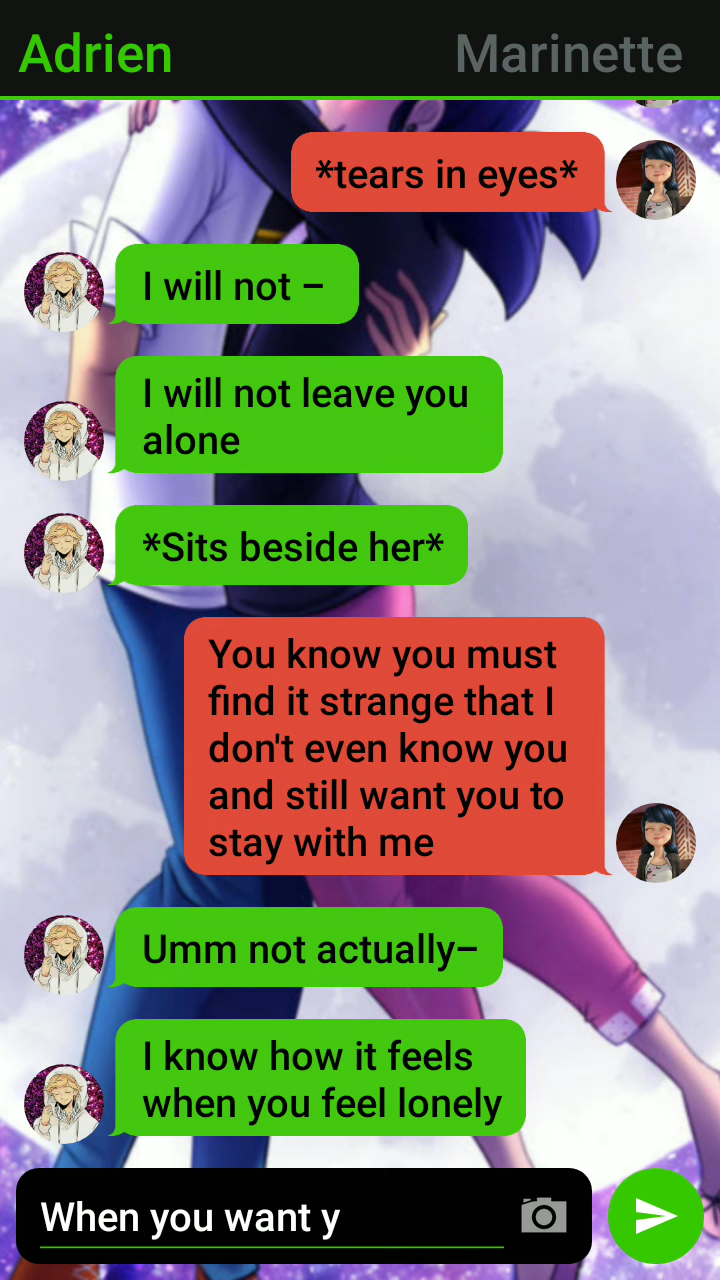 Adrien Marinette
*tears in eyes*
I will not –
I will not leave you
alone
*Sits beside her*
You know you must
find it strange that I
don't even know you
and still want you to
stay with me
Umm not actually–
I know how it feels
when you feel lonely
When you want y